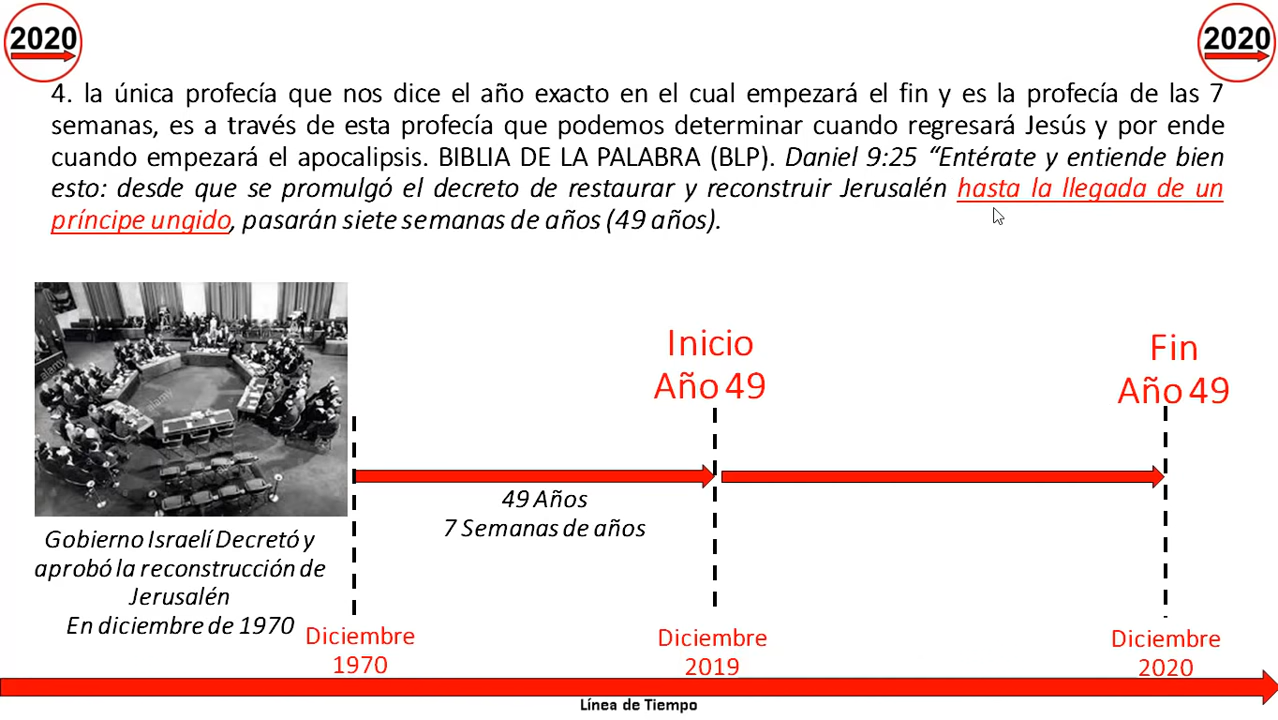 2020
2020
4. la única profecía que nos dice el año exacto en el cual empezará el fin y es la profecía de las 7
semanas, es a través de esta profecía que podemos determinar cuando regresará Jesús y por ende
cuando empezará el apocalipsis. BIBLIA DE LA PALABRA (BLP). Daniel 9:25 “Entérate y entiende bien
esto: desde que se promulgó el decreto de restaurar y reconstruir Jerusalén hasta la llegada de un
príncipe ungido, pasarán siete semanas de años (49 años).
Inicio
Año 49
Fin
Año 49
alamy
alamy
49 Años
7 Semanas de años
Gobierno Israelí Decretó y
aprobó la reconstrucción de
Jerusalén
En diciembre de 1970
Diciembre
1970
Diciembre
2019
Diciembre
2020
Línea de Tiempo